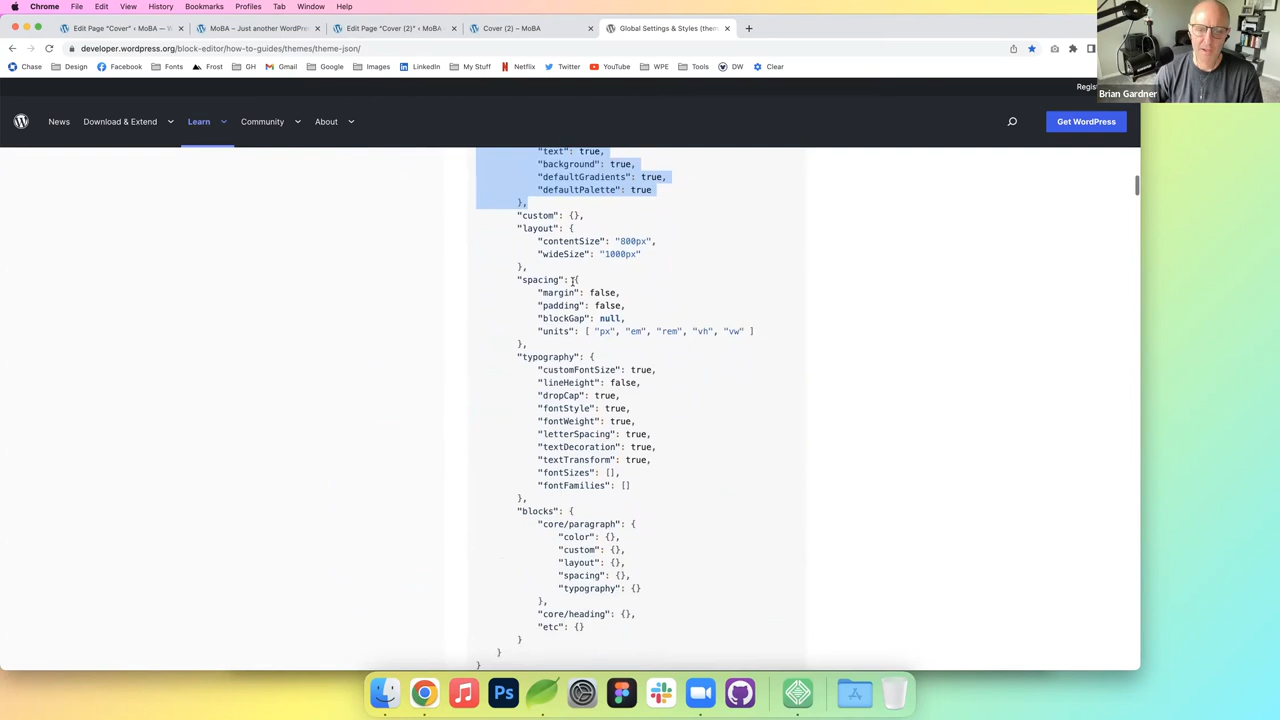 Chrome File Edit View History Bookmarks Profiles Tab Window Help
Edit Page "Cover" ‹ MoBA — W
MoBA – Just another WordPress
Edit Page "Cover (2)" ‹ MoBA
Cover (2) – MoBA
Global Settings & Styles (them
developer.wordpress.org/block-editor/how-to-guides/themes/theme-json/
Chase Design Facebook Fonts Frost GH Gmail Google Images LinkedIn My Stuff Netflix Twitter YouTube WPE Tools DW Clear
Brian Gardner
Regis
News Download & Extend Learn Community About Get WordPress
"text": true,
"background": true,
"defaultGradients": true,
"defaultPalette": true
},
"custom": {},
"layout": {
"contentSize": "800px",
"wideSize": "1000px"
},
"spacing": {
"margin": false,
"padding": false,
"blockGap": null,
"units": [ "px", "em", "rem", "vh", "vw" ]
},
"typography": {
"customFontSize": true,
"lineHeight": false,
"dropCap": true,
"fontStyle": true,
"fontWeight": true,
"letterSpacing": true,
"textDecoration": true,
"textTransform": true,
"fontSizes": [],
"fontFamilies": []
},
"blocks": {
"core/paragraph": {
"color": {},
"custom": {},
"layout": {},
"spacing": {},
"typography": {}
},
"core/heading": {},
"etc": {}
}
}
}
Ps